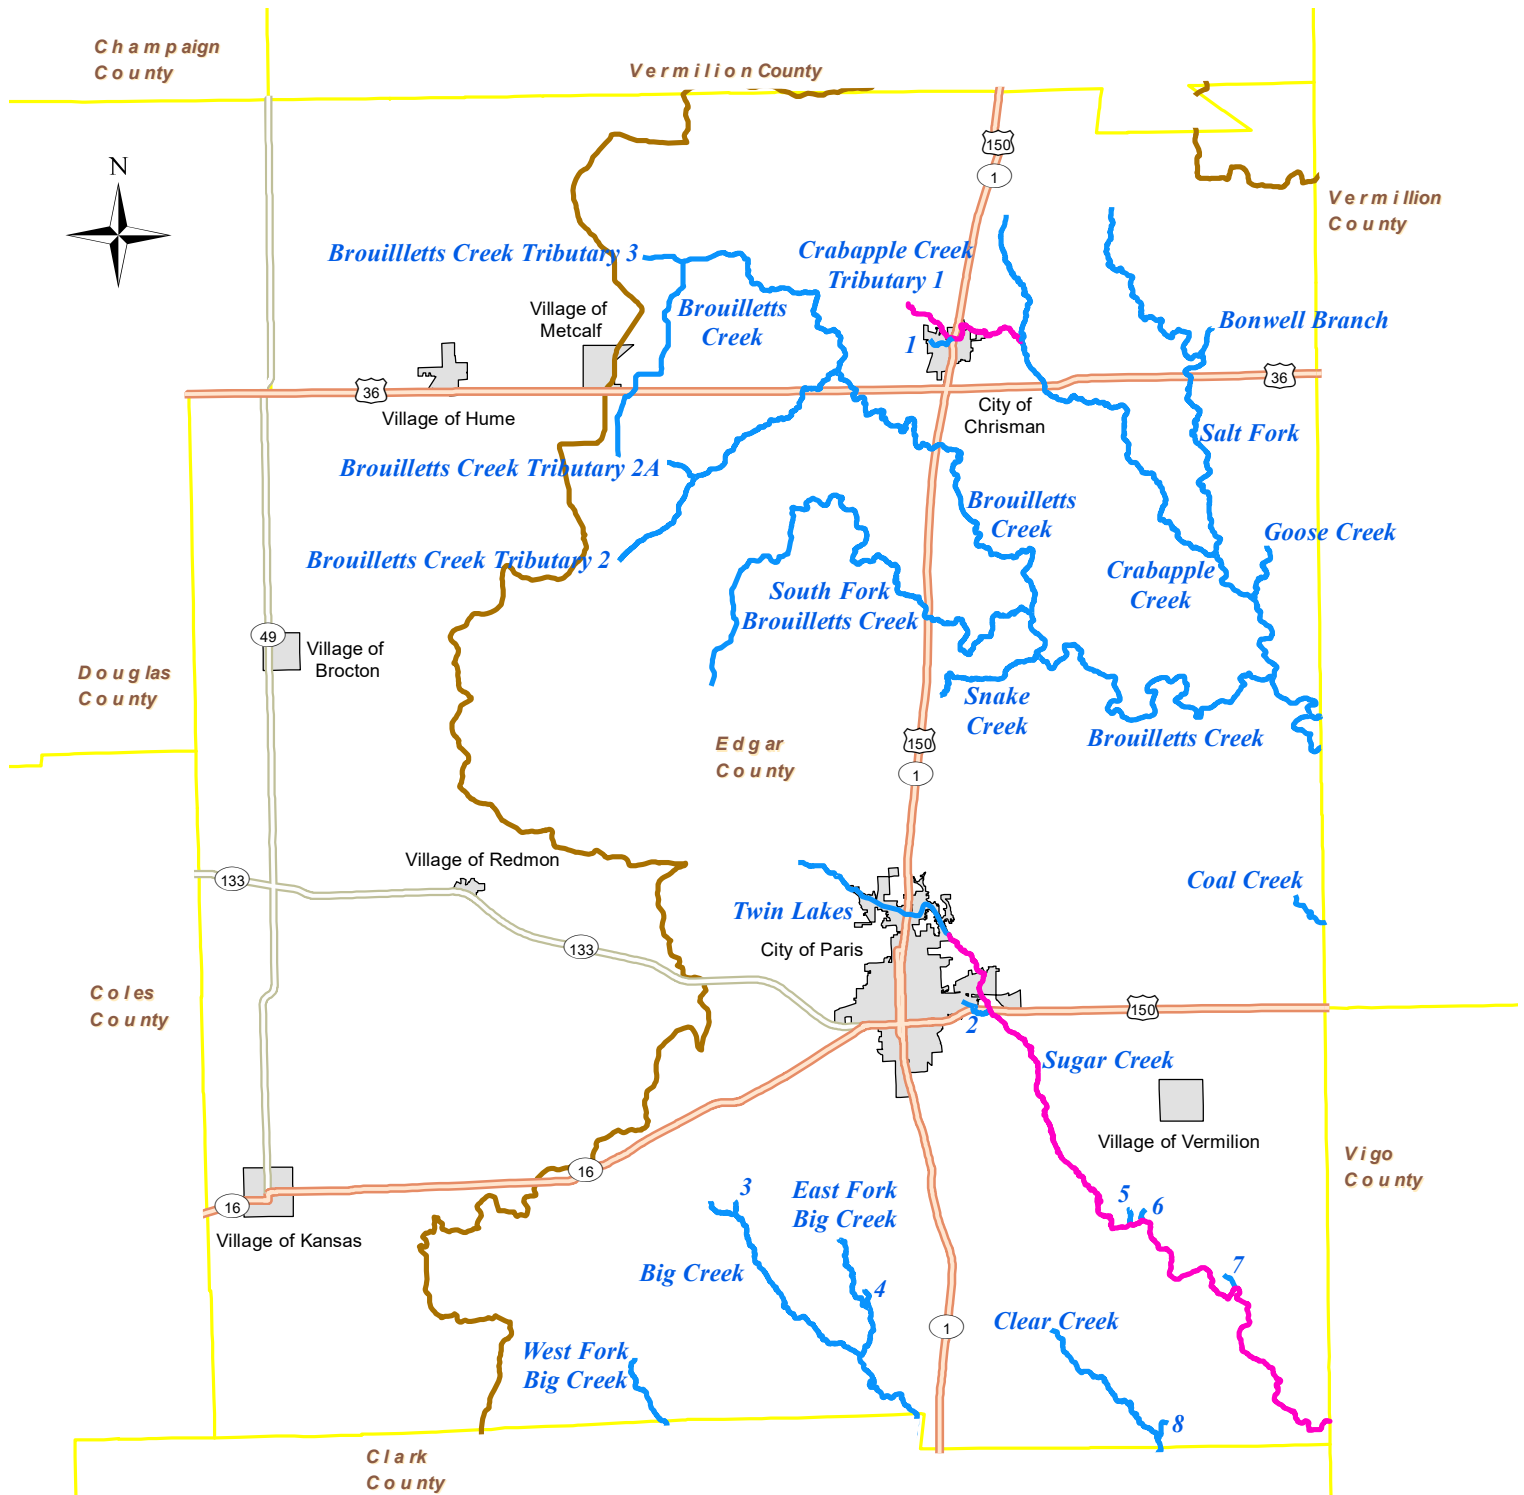 Champaign
County
Vermilion County
N
150
1
Vermillion
County
Brouillletts Creek Tributary 3
Crabapple Creek
Tributary 1
Village of
Metcalf
Brouilletts
Creek
1
Bonwell Branch
36
36
Village of Hume
City of
Chrisman
Salt Fork
Brouilletts Creek Tributary 2A
Brouilletts
Creek
Goose Creek
Brouilletts Creek Tributary 2
Crabapple
Creek
South Fork
Brouilletts Creek
49
Village of
Brocton
Douglas
County
Snake
Creek
Brouilletts Creek
150
1
Edgar
County
Village of Redmon
133
Coal Creek
Twin Lakes
City of Paris
133
Coles
County
150
2
Sugar Creek
Village of Vermilion
Vigo
County
16
16
Village of Kansas
3
East Fork
Big Creek
5
6
Big Creek
4
7
1
Clear Creek
West Fork
Big Creek
8
Clark
County